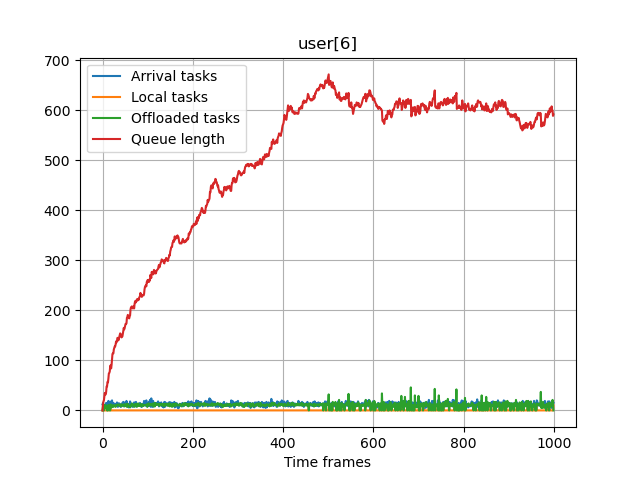 user[6]
700
600
500
400
300
200
100
0
Arrival tasks
Local tasks
Offloaded tasks
Queue length
0 200 400 600 800 1000
Time frames